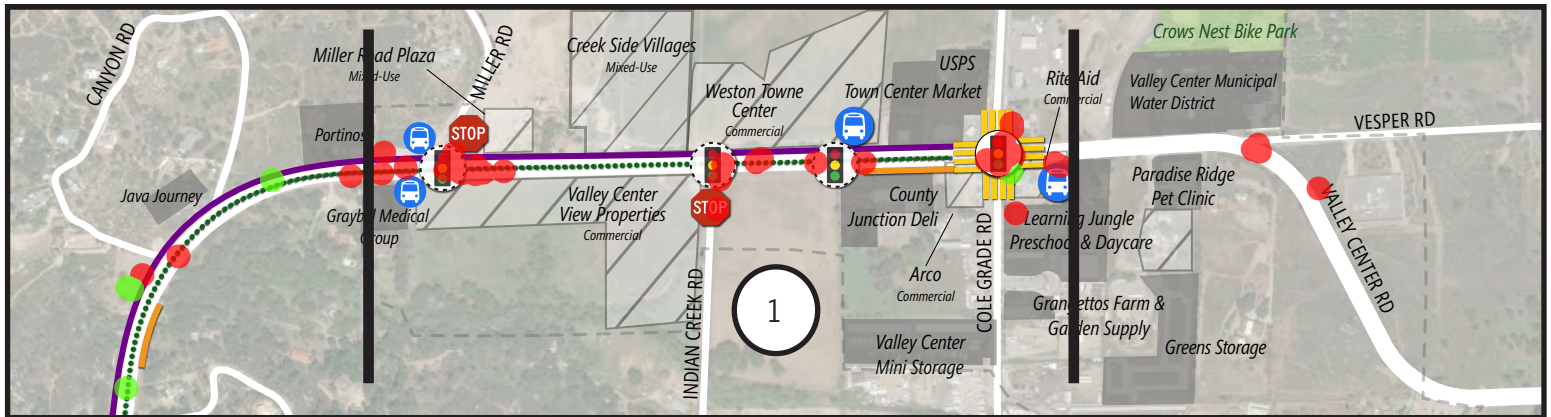 CANYON RD
Miller Road Plaza
Mixed-Use
MILLER RD
Creek Side Villages
Mixed-Use
Weston Towne
Center
Commercial
Town Center Market
USPS
Rite Aid
Commercial
Crows Nest Bike Park
Valley Center Municipal
Water District
VESPER RD
Portinos
STOP
Java Journey
Graybill Medical
Group
Valley Center
View Properties
Commercial
STOP
County
Junction Deli
Arco
Commercial
COLE GRADE RD
Learning Jungle
Preschool & Daycare
Paradise Ridge
Pet Clinic
VALLEY CENTER RD
INDIAN CREEK RD
1
Valley Center
Mini Storage
Grangettos Farm &
Garden Supply
Greens Storage